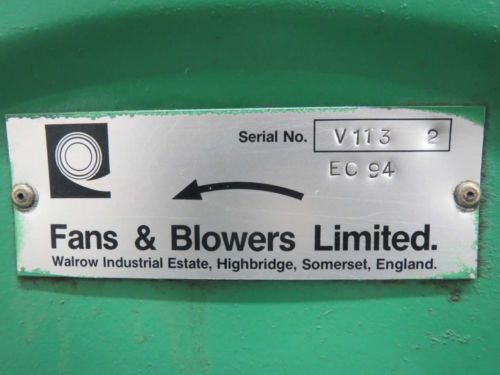 Serial No. V113 2
EC 94
Fans & Blowers Limited.
Walrow Industrial Estate, Highbridge, Somerset, England.